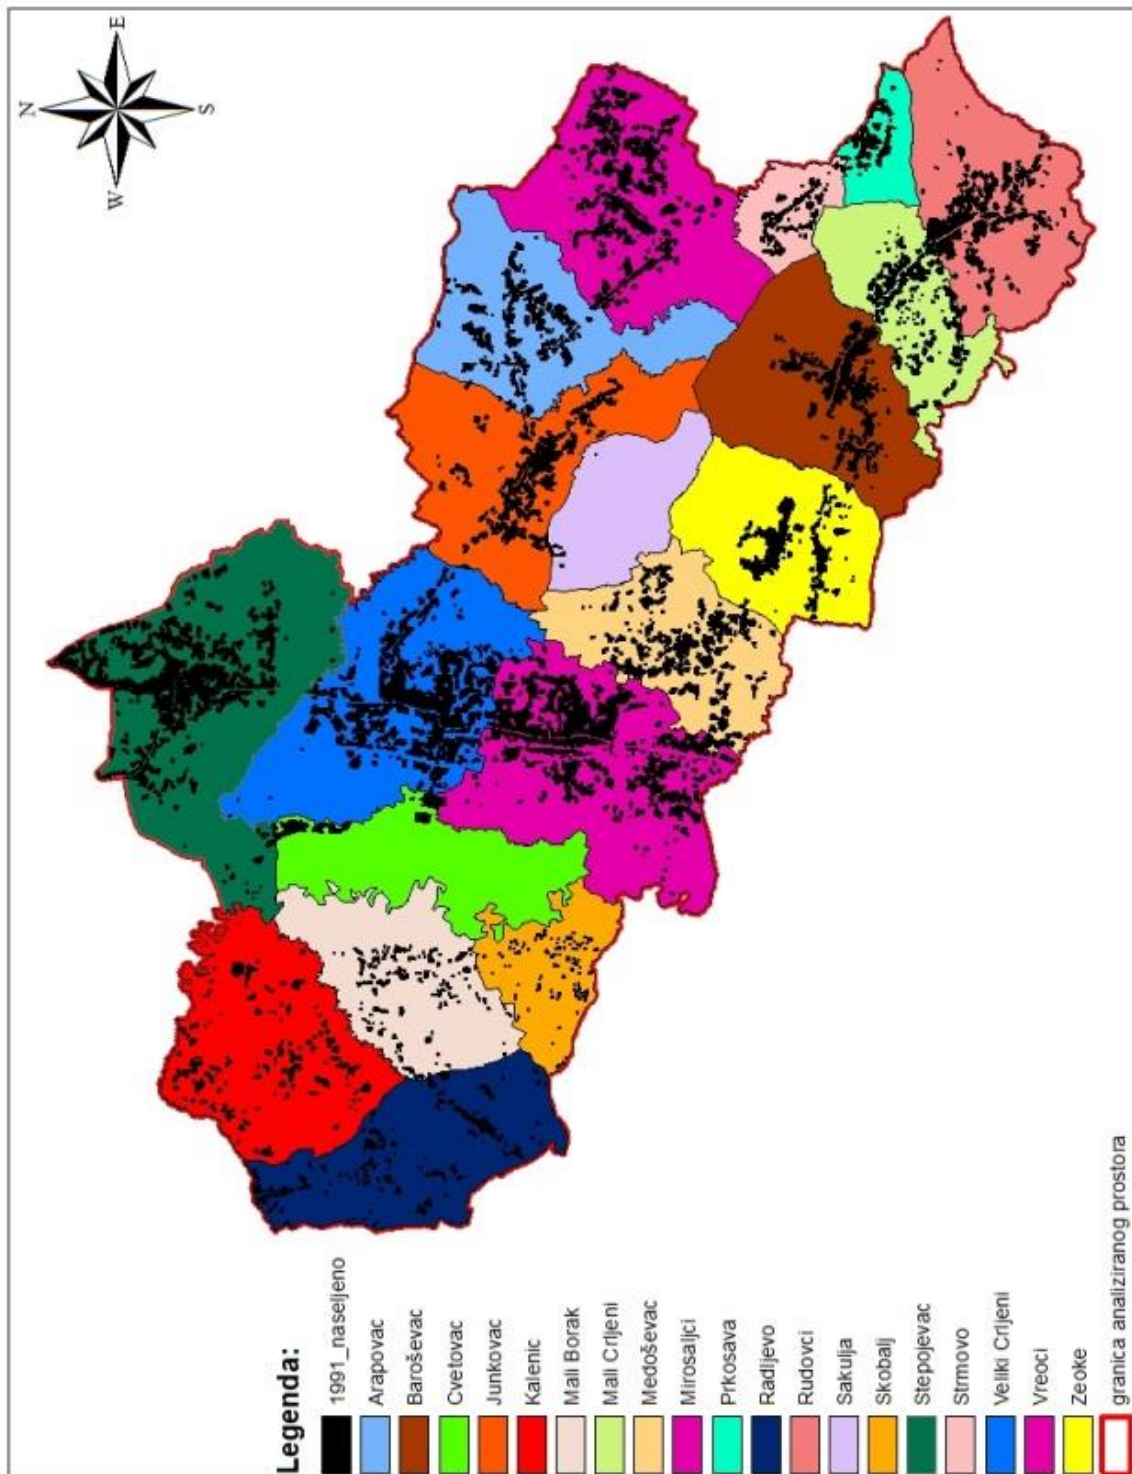 N
E
W
S
Legenda:
1991_naseljeno
Arapovac
Baroševac
Cvetovac
Junkovac
Kalenic
Mali Borak
Mali Crljeni
Medoševac
Mirosaljci
Prkosava
Radljevo
Rudovci
Sakulja
Skobalj
Stepojevac
Strmovo
Veliki Crljeni
Vreoci
Zeoke
granica analiziranog prostora